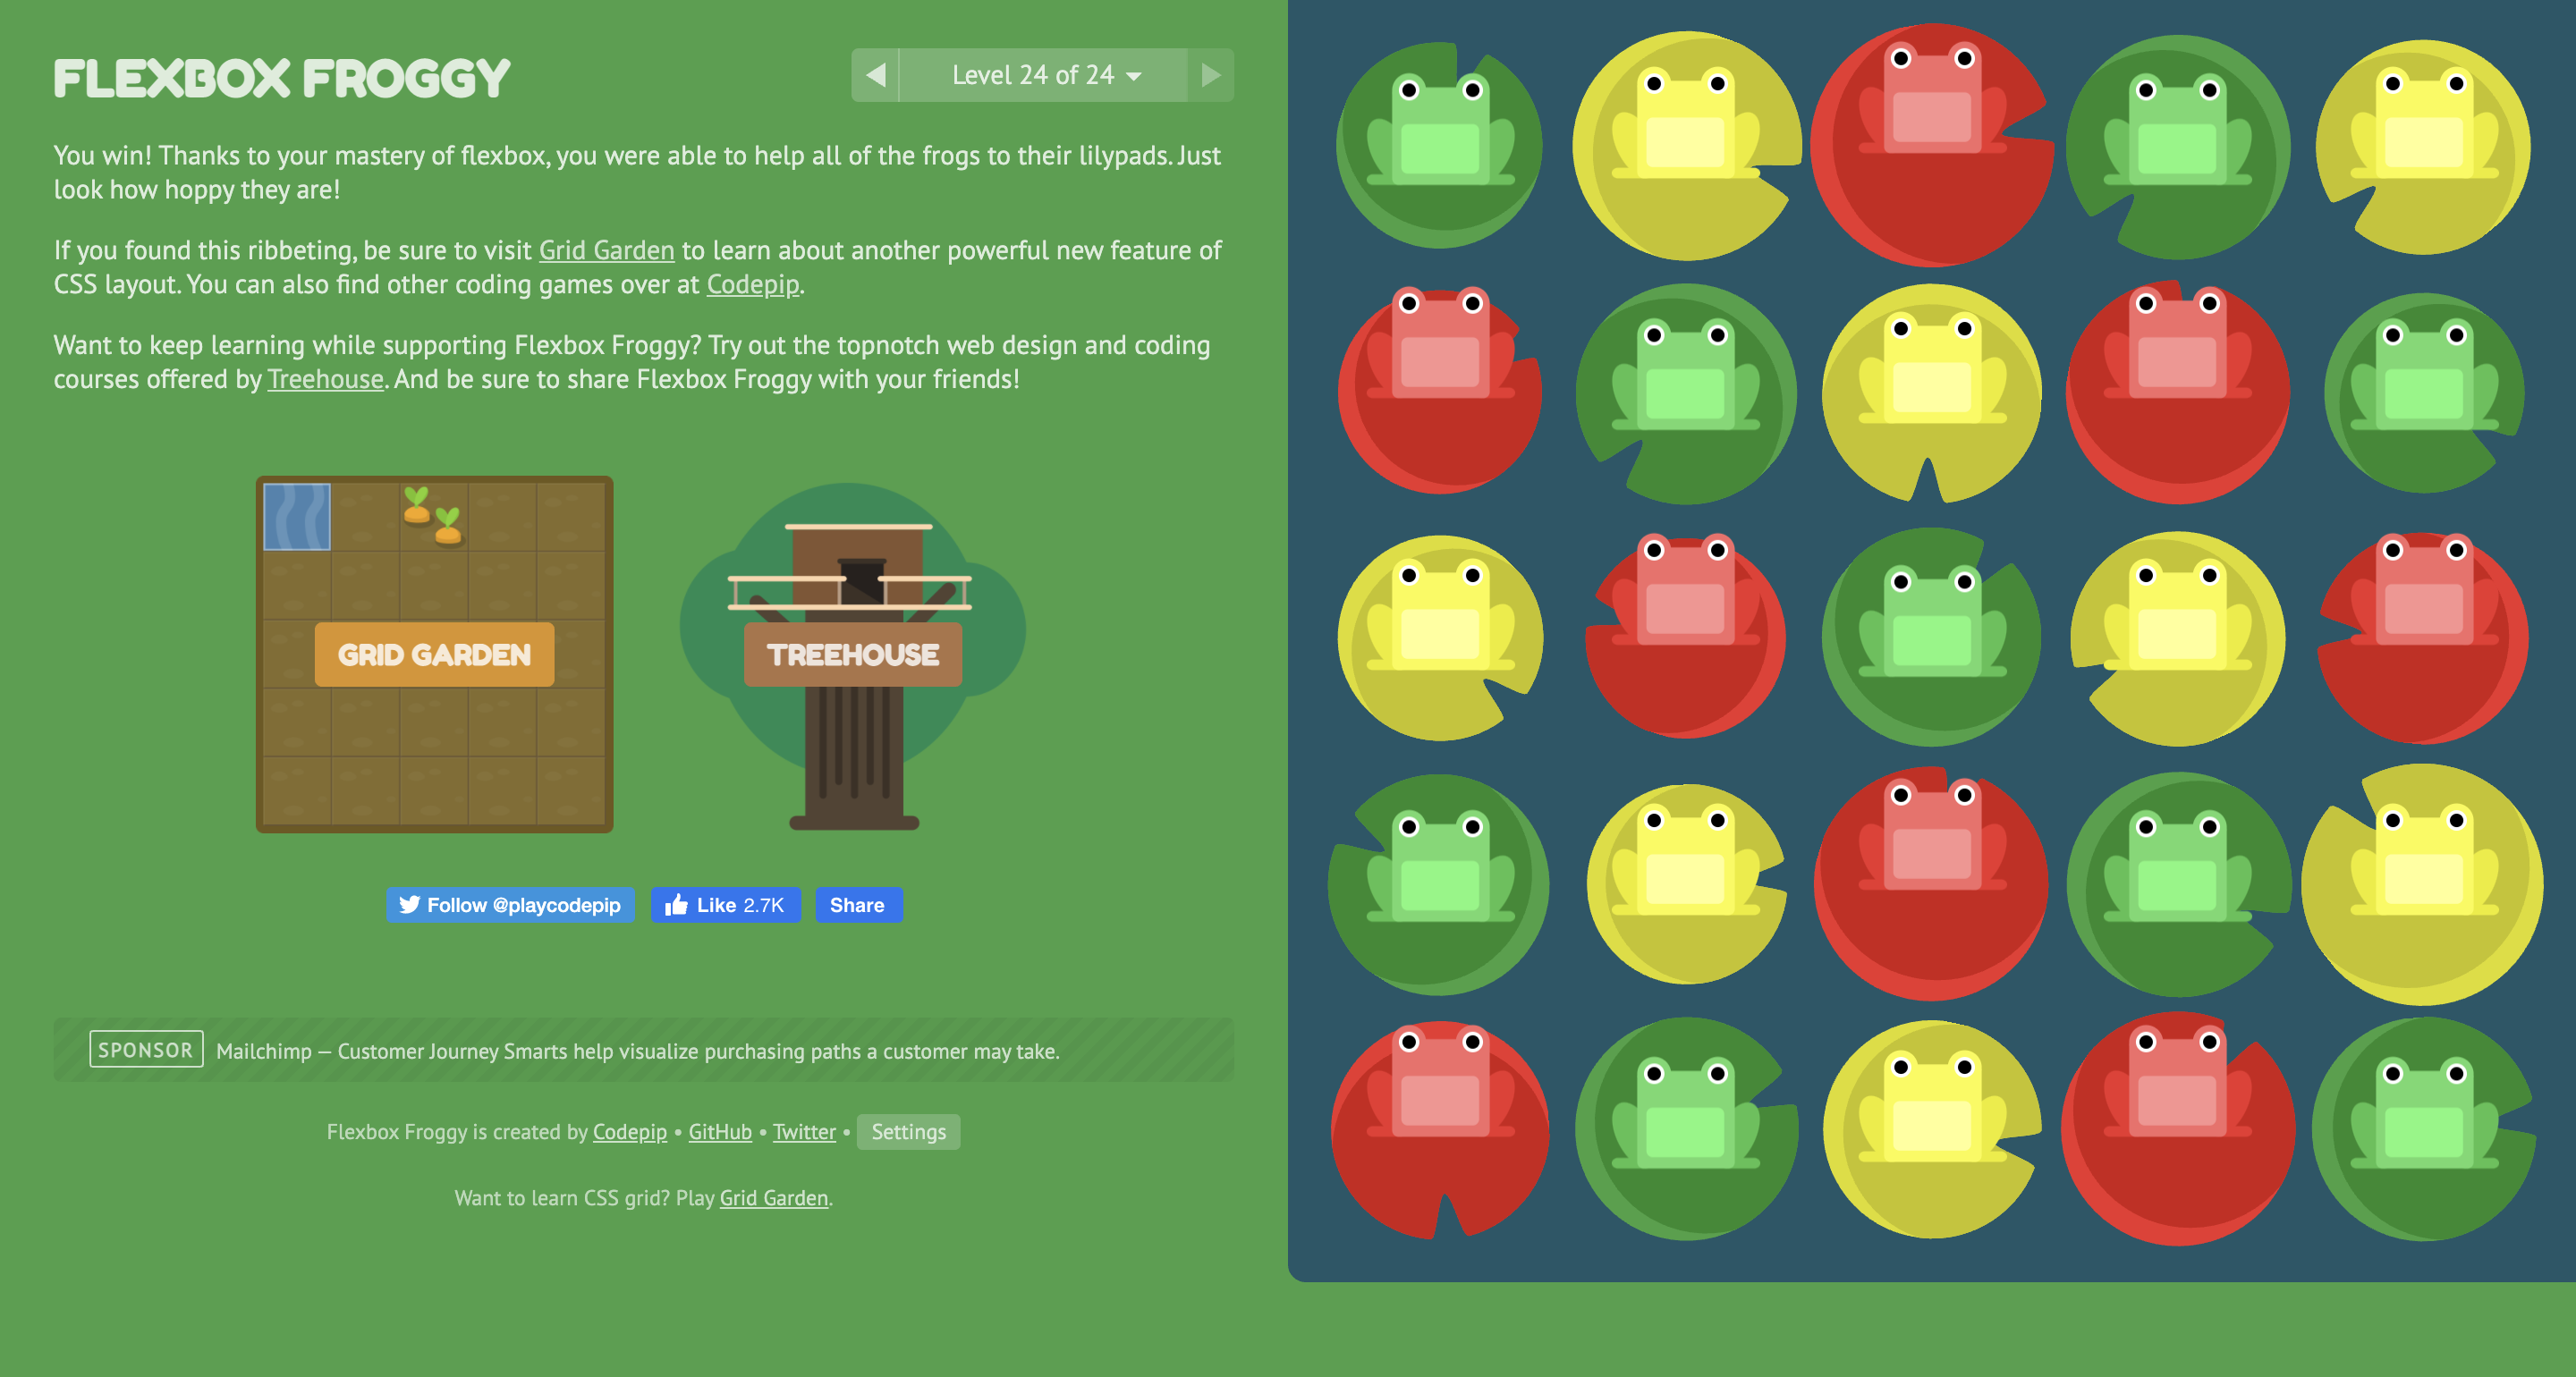 FLEXBOX FROGGY
Level 24 of 24
You win! Thanks to your mastery of flexbox, you were able to help all of the frogs to their lilypads. Just
look how hoppy they are!
If you found this ribbeting, be sure to visit Grid Garden to learn about another powerful new feature of
CSS layout. You can also find other coding games over at Codepip.
Want to keep learning while supporting Flexbox Froggy? Try out the topnotch web design and coding
courses offered by Treehouse. And be sure to share Flexbox Froggy with your friends!
GRID GARDEN
TREEHOUSE
Follow @playcodepip
Like 2.7K
Share
SPONSOR Mailchimp — Customer Journey Smarts help visualize purchasing paths a customer may take.
Flexbox Froggy is created by Codepip • GitHub • Twitter • Settings
Want to learn CSS grid? Play Grid Garden.